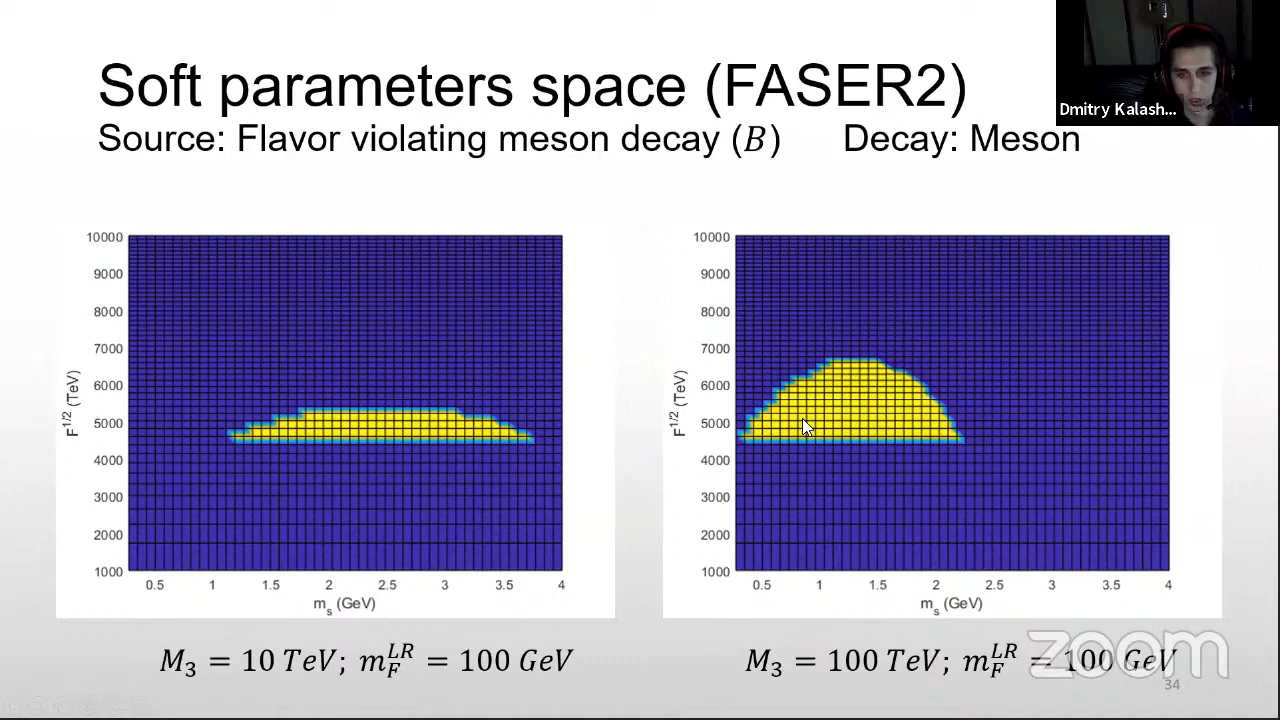 Soft parameters space (FASER2)
Source: Flavor violating meson decay (B) Decay: Meson
Dmitry Kalash...
10000
9000
8000
7000
6000
5000
4000
3000
2000
1000
F^1/2 (TeV)
0.5 1 1.5 2 2.5 3 3.5 4
m_s (GeV)
10000
9000
8000
7000
6000
5000
4000
3000
2000
1000
F^1/2 (TeV)
0.5 1 1.5 2 2.5 3 3.5 4
m_s (GeV)
M_3 = 10 TeV; m_F^LR = 100 GeV
M_3 = 100 TeV; m_F^LR = 100 GeV
zoom
34